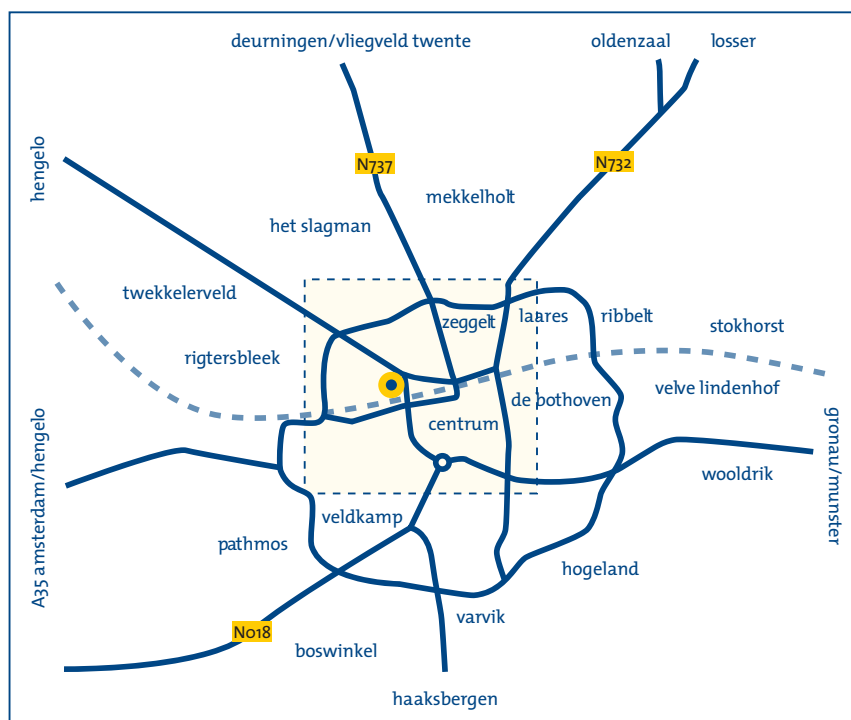 deurningen/vliegveld twente
oldenzaal
losser
hengelo
N737
N732
mekkelholt
het slagman
twekkelerveld
zeggelt
laares
ribbelt
stokhorst
rigtersbleek
velve lindenhof
de bothoven
centrum
gronau/munster
wooldrik
A35 amsterdam/hengelo
veldkamp
pathmos
hogeland
varvik
N018
boswinkel
haaksbergen